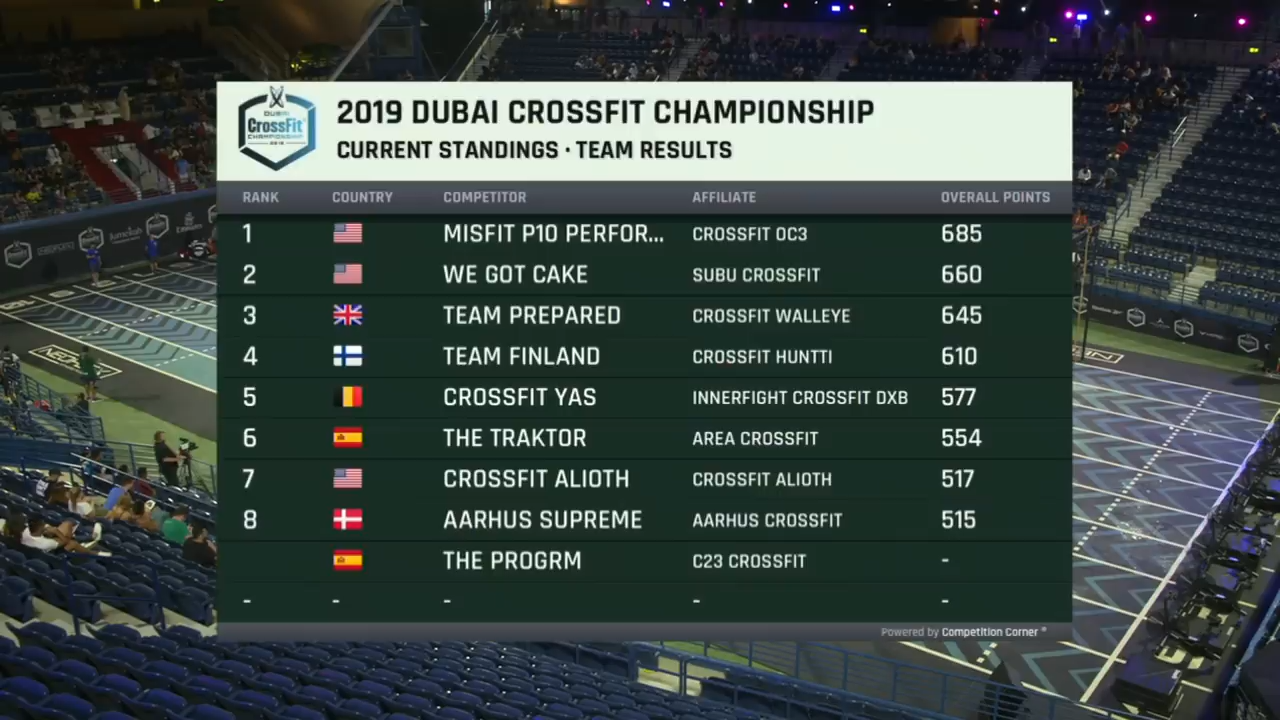 2019 DUBAI CROSSFIT CHAMPIONSHIP
CURRENT STANDINGS · TEAM RESULTS
DUBAI
CrossFit
CHAMPIONSHIP
2019
RANK COUNTRY COMPETITOR AFFILIATE OVERALL POINTS
1 MISFIT P10 PERFOR... CROSSFIT OC3 685
2 WE GOT CAKE SUBU CROSSFIT 660
3 TEAM PREPARED CROSSFIT WALLEYE 645
4 TEAM FINLAND CROSSFIT HUNTTI 610
5 CROSSFIT YAS INNERFIGHT CROSSFIT DXB 577
6 THE TRAKTOR AREA CROSSFIT 554
7 CROSSFIT ALIOTH CROSSFIT ALIOTH 517
8 AARHUS SUPREME AARHUS CROSSFIT 515
THE PROGRM C23 CROSSFIT -
- - - - -
Powered by Competition Corner ®
Jumeirah
Emirates